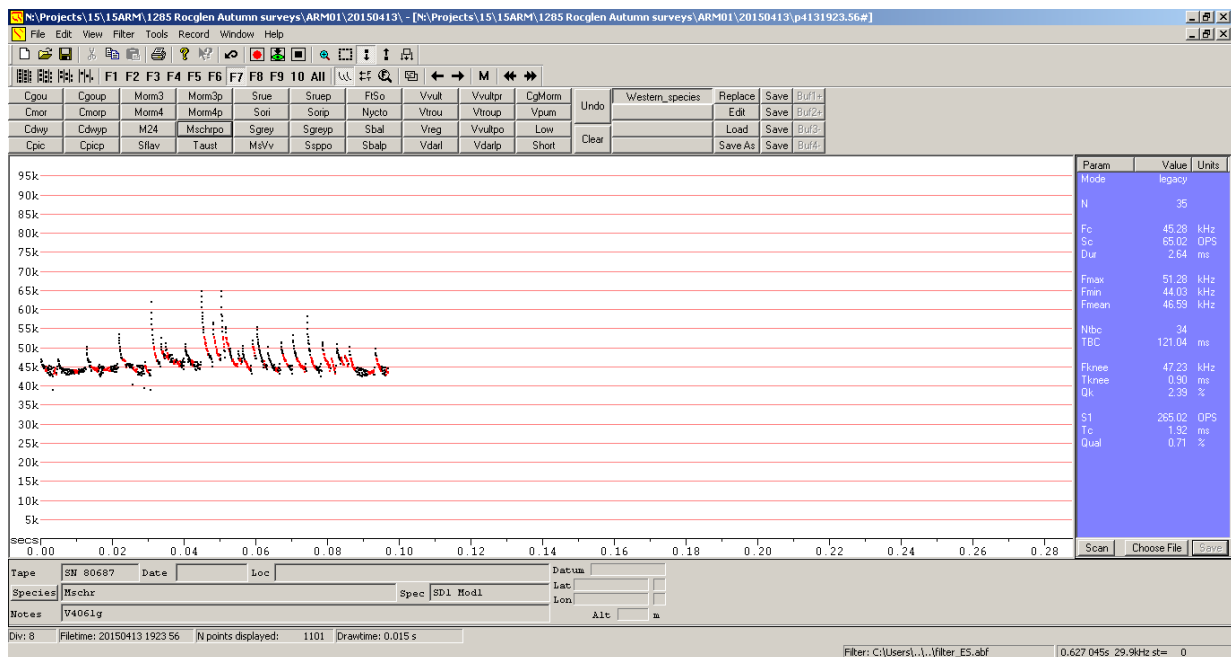 N:\Projects\15\15ARM\1285 Rocglen Autumn surveys\ARM01\20150413\ - [N:\Projects\15\15ARM\1285 Rocglen Autumn surveys\ARM01\20150413\p4131923.56#]
File Edit View Filter Tools Record Window Help
F1 F2 F3 F4 F5 F6 F7 F8 F9 10 All M
Cgou Cgoup Morm3 Morm3p Srue Sruep FtSo Vvult Vvultpr CgMorm Undo Western_species Replace Save Buf1+
Cmor Cmorp Morm4 Morm4p Sori Sorip Nycto Vtrou Vtroup Vpum Edit Save Buf2+
Cdwy Cdwyp M24 Mschrpo Sgrey Sgreyp Sbal Vreg Vvultpo Low Clear Load Save Buf3-
Cpic Cpicp Sflav Taust MsVv Ssppo Sbalp Vdarl Vdarlp Short Save As Save Buf4-
95k
90k
85k
80k
75k
70k
65k
60k
55k
50k
45k
40k
35k
30k
25k
20k
15k
10k
5k
secs
0.00 0.02 0.04 0.06 0.08 0.10 0.12 0.14 0.16 0.18 0.20 0.22 0.24 0.26 0.28
Param Value Units
Mode legacy
N 35
Fc 45.28 kHz
Sc 65.02 OPS
Dur 2.64 ms
Fmax 51.28 kHz
Fmin 44.03 kHz
Fmean 46.59 kHz
Ntbc 34
TBC 121.04 ms
Fknee 47.23 kHz
Tknee 0.90 ms
Qk 2.39 %
S1 265.02 OPS
Tc 1.92 ms
Qual 0.71 %
Scan Choose File Save
Tape SN 80687 Date Loc Datum
Species Mschr Spec SD1 Mod1 Lat
Lon
Notes V4061g Alt m
Div: 8 Filetime: 20150413 1923 56 N points displayed: 1101 Drawtime: 0.015 s
Filter: C:\Users\..\..\filter_ES.abf 0.627 045s 29.9kHz st= 0